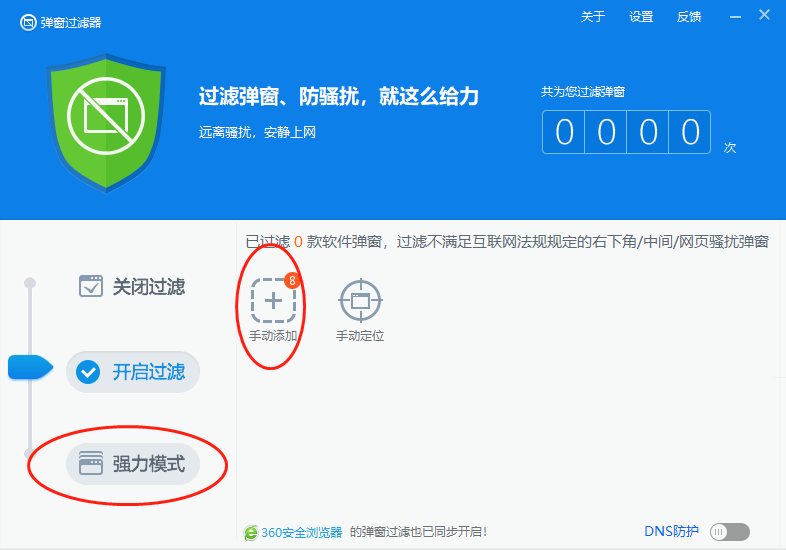 弹窗过滤器
关于 设置 反馈
过滤弹窗、防骚扰，就这么给力
远离骚扰，安静上网
共为您过滤弹窗
0 0 0 0 次
已过滤 0 款软件弹窗，过滤不满足互联网法规规定的右下角/中间/网页骚扰弹窗
关闭过滤
8
手动添加 手动定位
开启过滤
强力模式
360安全浏览器 的弹窗过滤也已同步开启！
DNS防护